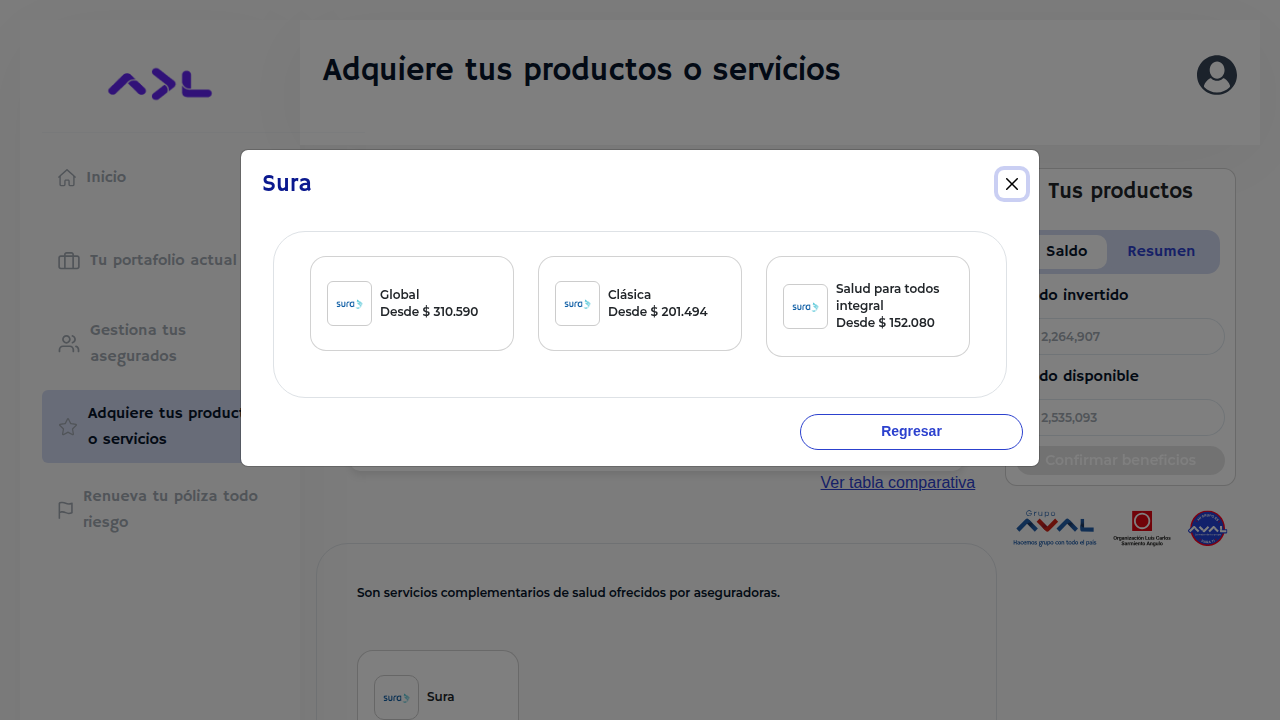 Adquiere tus productos o servicios
Inicio
Tu portafolio actual
Gestiona tus
asegurados
Adquiere tus product
o servicios
Renueva tu póliza todo
riesgo
Sura
sura
Global
Desde $ 310.590
sura
Clásica
Desde $ 201.494
sura
Salud para todos
integral
Desde $ 152.080
Regresar
Tus productos
Saldo
Resumen
do invertido
2,264,907
do disponible
2,535,093
Confirmar beneficios
Ver tabla comparativa
Grupo
AVAL
Hacemos grupo con todo el país
Organización Luis Carlos
Sarmiento Angulo
AVAL
Son servicios complementarios de salud ofrecidos por aseguradoras.
sura
Sura